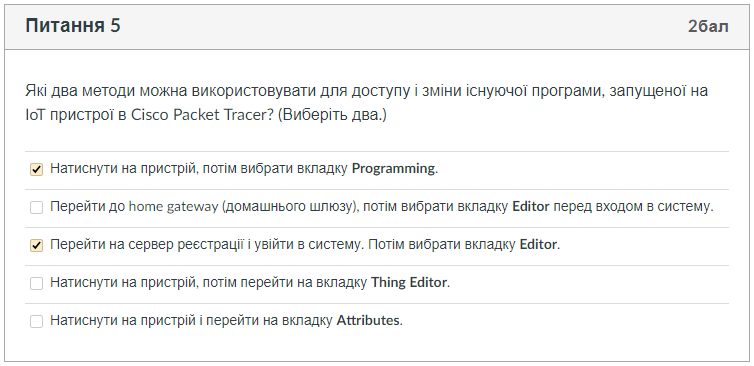 Питання 5
2бал
Які два методи можна використовувати для доступу і зміни існуючої програми, запущеної на
IoT пристрої в Cisco Packet Tracer? (Виберіть два.)
Натиснути на пристрій, потім вибрати вкладку Programming.
Перейти до home gateway (домашнього шлюзу), потім вибрати вкладку Editor перед входом в систему.
Перейти на сервер реєстрації і увійти в систему. Потім вибрати вкладку Editor.
Натиснути на пристрій, потім перейти на вкладку Thing Editor.
Натиснути на пристрій і перейти на вкладку Attributes.